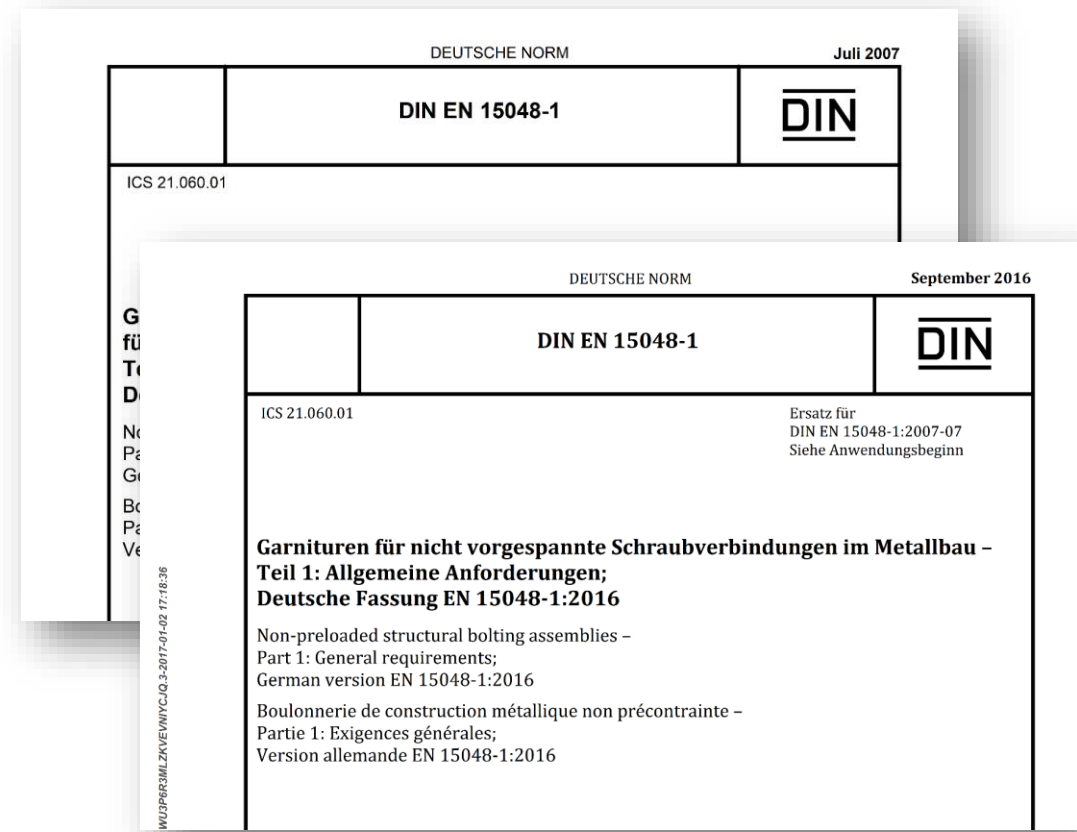 DEUTSCHE NORM
Juli 2007
DIN EN 15048-1
DIN
ICS 21.060.01
DEUTSCHE NORM
September 2016
DIN EN 15048-1
DIN
ICS 21.060.01
Ersatz für
DIN EN 15048-1:2007-07
Siehe Anwendungsbeginn
Garnituren für nicht vorgespannte Schraubverbindungen im Metallbau –
Teil 1: Allgemeine Anforderungen;
Deutsche Fassung EN 15048-1:2016
Non-preloaded structural bolting assemblies –
Part 1: General requirements;
German version EN 15048-1:2016
Boulonnerie de construction métallique non précontrainte –
Partie 1: Exigences générales;
Version allemande EN 15048-1:2016
WU3P6R3MLZKVEVNIYCJQ.3-2017-01-02 17:18:36